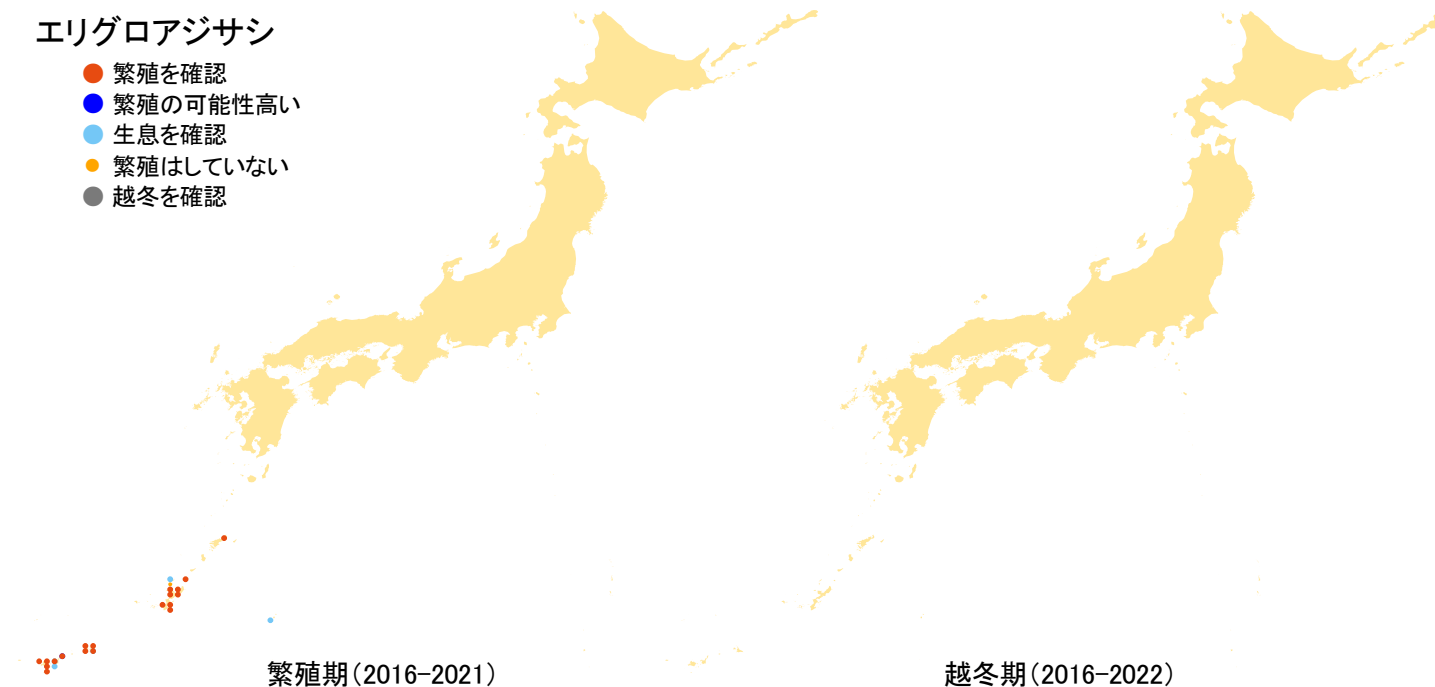 エリグロアジサシ
繁殖を確認
繁殖の可能性高い
生息を確認
繁殖はしていない
越冬を確認
繁殖期(2016-2021)
越冬期(2016-2022)